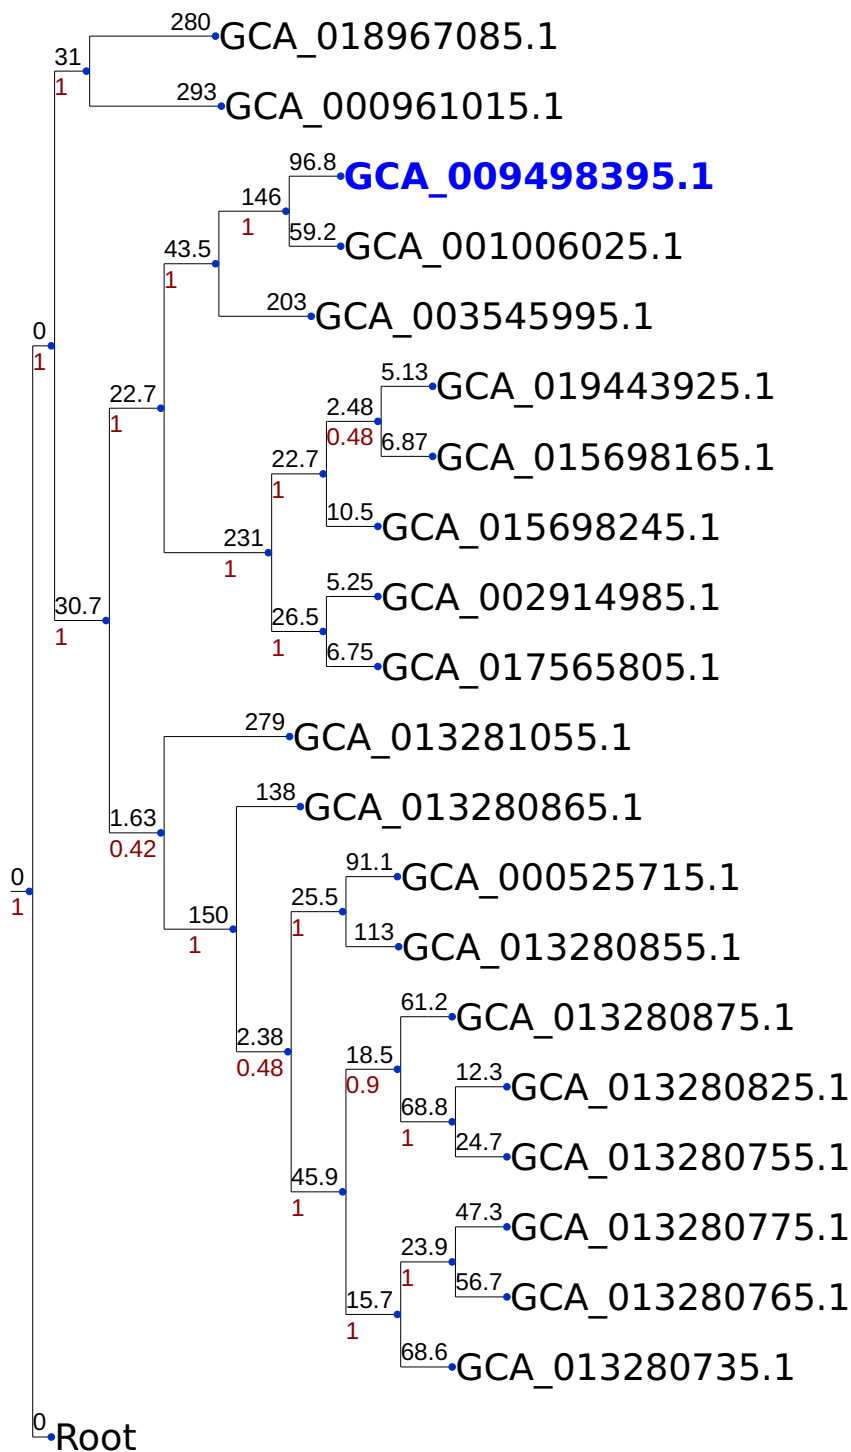 280 GCA_018967085.1
31
1
293 GCA_000961015.1
96.8 GCA_009498395.1
146
1
59.2 GCA_001006025.1
43.5
1
203 GCA_003545995.1
0
1
5.13 GCA_019443925.1
22.7
1
2.48
0.48
6.87 GCA_015698165.1
22.7
1
10.5 GCA_015698245.1
231
1
5.25 GCA_002914985.1
30.7
1
26.5
1
6.75 GCA_017565805.1
279 GCA_013281055.1
138 GCA_013280865.1
1.63
0.42
91.1 GCA_000525715.1
0
1
25.5
1
150
1
113 GCA_013280855.1
61.2 GCA_013280875.1
2.38
0.48
18.5
0.9
12.3 GCA_013280825.1
68.8
1
24.7 GCA_013280755.1
45.9
1
47.3 GCA_013280775.1
23.9
1
56.7 GCA_013280765.1
15.7
1
68.6 GCA_013280735.1
0 Root